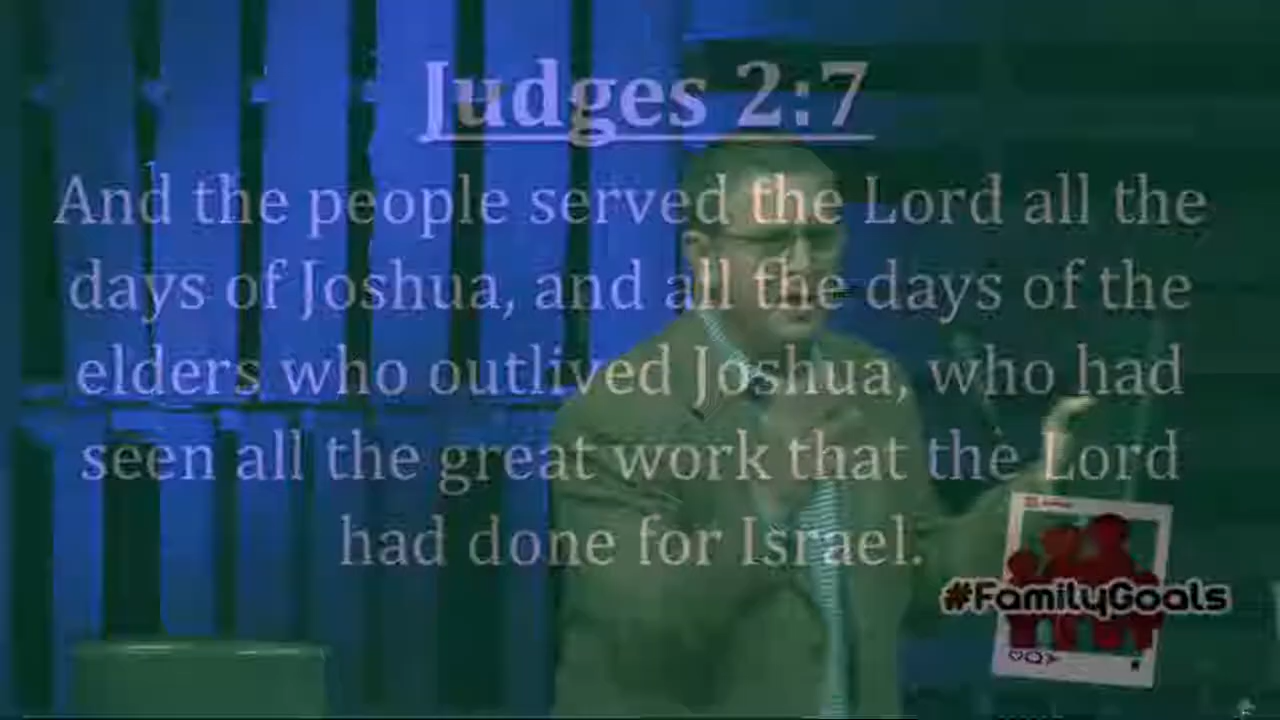 Judges 2:7
And the people served the Lord all the
days of Joshua, and all the days of the
elders who outlived Joshua, who had
seen all the great work that the Lord
had done for Israel.
#FamilyGoals